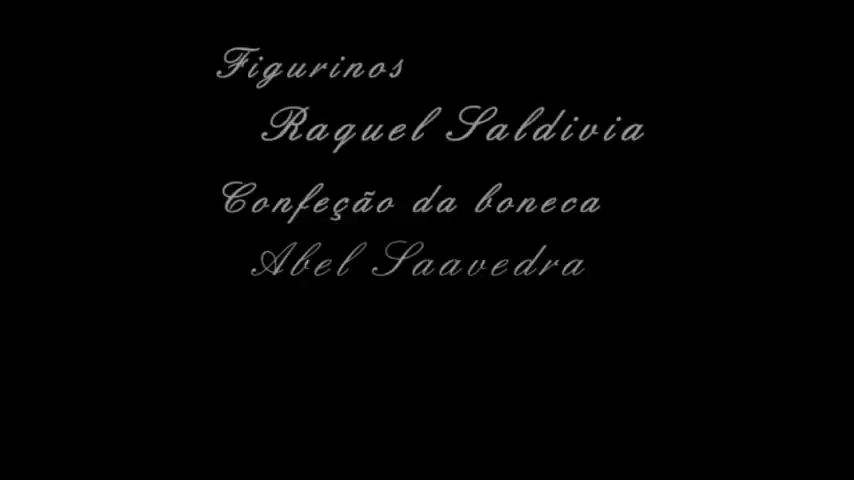 Figurinos
Raquel Saldivia
Confeção da boneca
Abel Saavedra